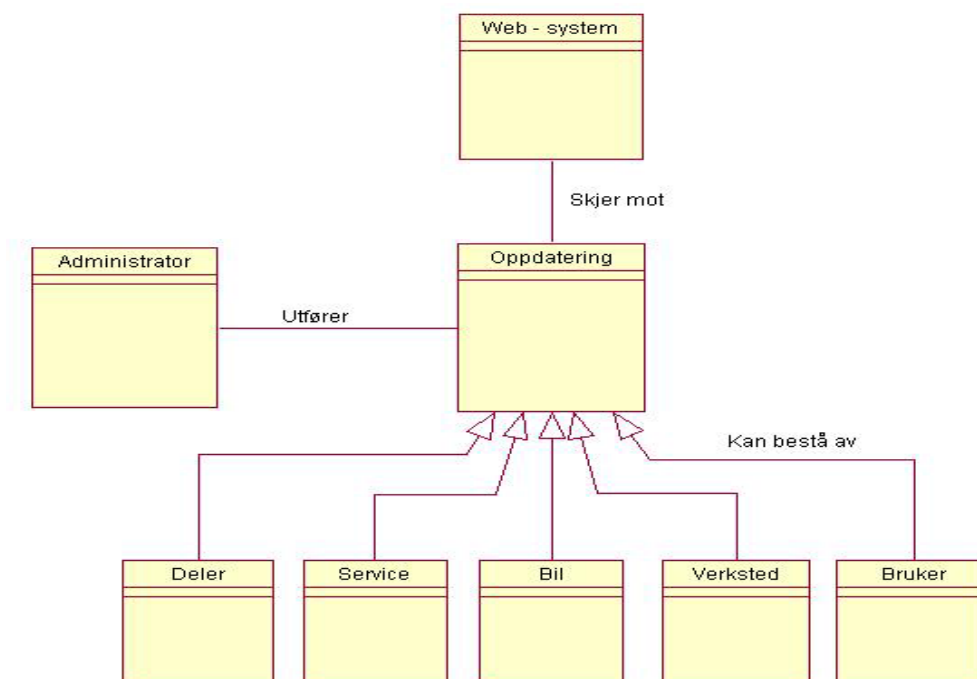 Web - system
Skjer mot
Administrator
Oppdatering
Utfører
Kan bestå av
Deler
Service
Bil
Verksted
Bruker